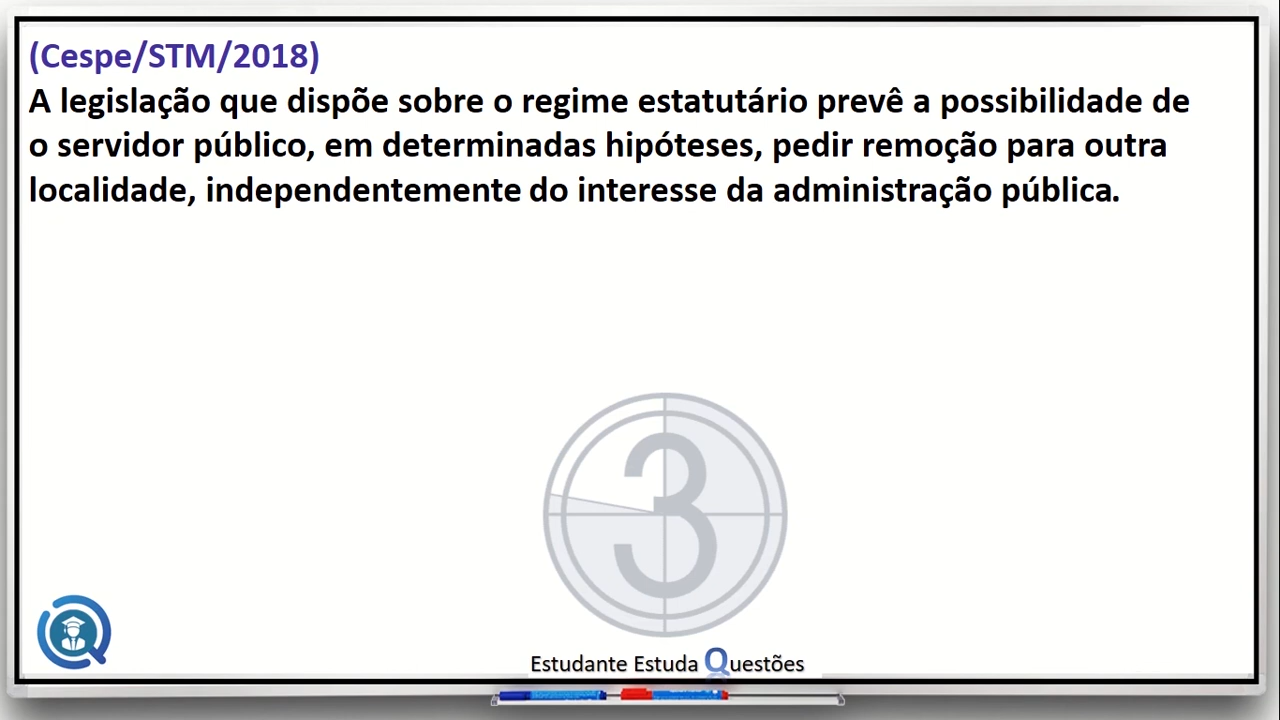 (Cespe/STM/2018)
A legislação que dispõe sobre o regime estatutário prevê a possibilidade de
o servidor público, em determinadas hipóteses, pedir remoção para outra
localidade, independentemente do interesse da administração pública.
3
Estudante Estuda Questões